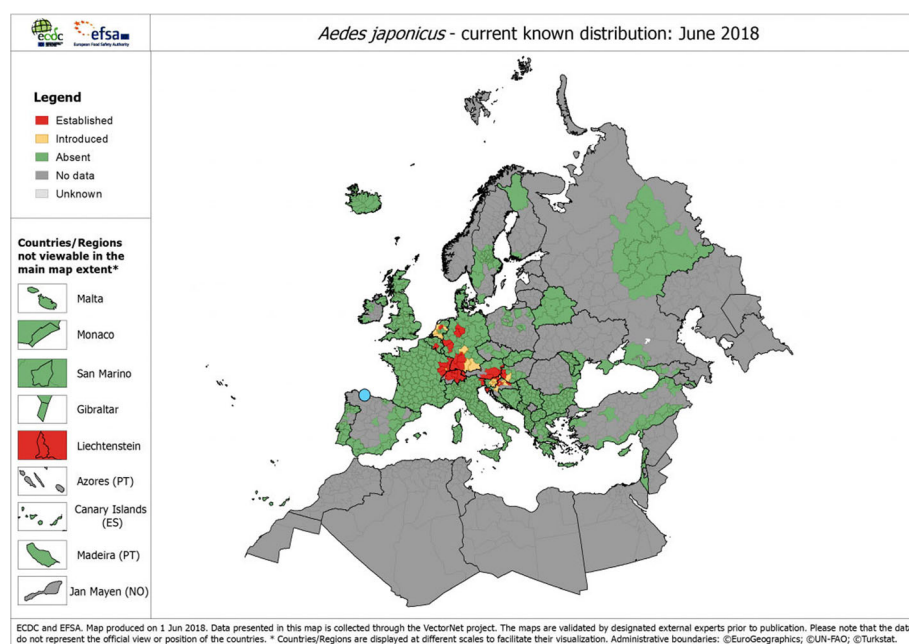 ecdc
efsa
European Food Safety Authority
Aedes japonicus - current known distribution: June 2018
Legend
Established
Introduced
Absent
No data
Unknown
Countries/Regions
not viewable in the
main map extent*
Malta
Monaco
San Marino
Gibraltar
Liechtenstein
Azores (PT)
Canary Islands
(ES)
Madeira (PT)
Jan Mayen (NO)
ECDC and EFSA. Map produced on 1 Jun 2018. Data presented in this map is collected through the VectorNet project. The maps are validated by designated external experts prior to publication. Please note that the dat
do not represent the official view or position of the countries. * Countries/Regions are displayed at different scales to facilitate their visualization. Administrative boundaries: ©EuroGeographics; ©UN-FAO; ©Turkstat.